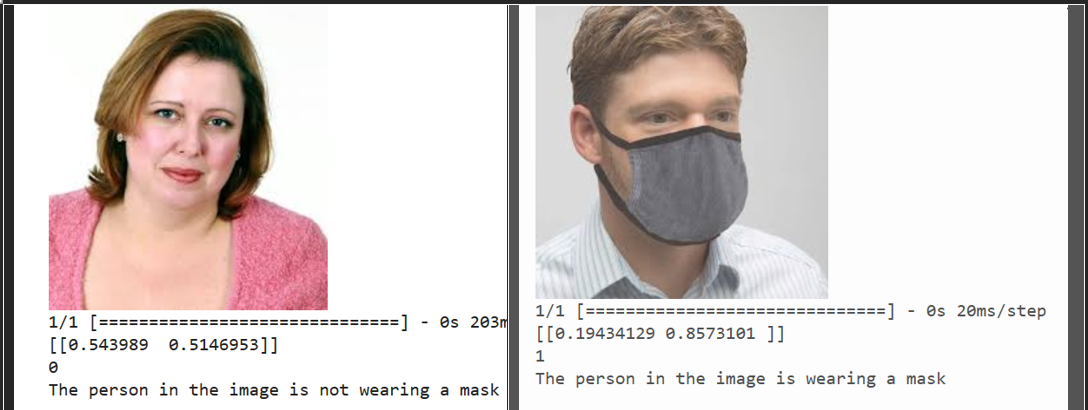 1/1 [==============================] - 0s 203m
[[0.543989  0.5146953]]
0
The person in the image is not wearing a mask
1/1 [==============================] - 0s 20ms/step
[[0.19434129 0.8573101 ]]
1
The person in the image is wearing a mask